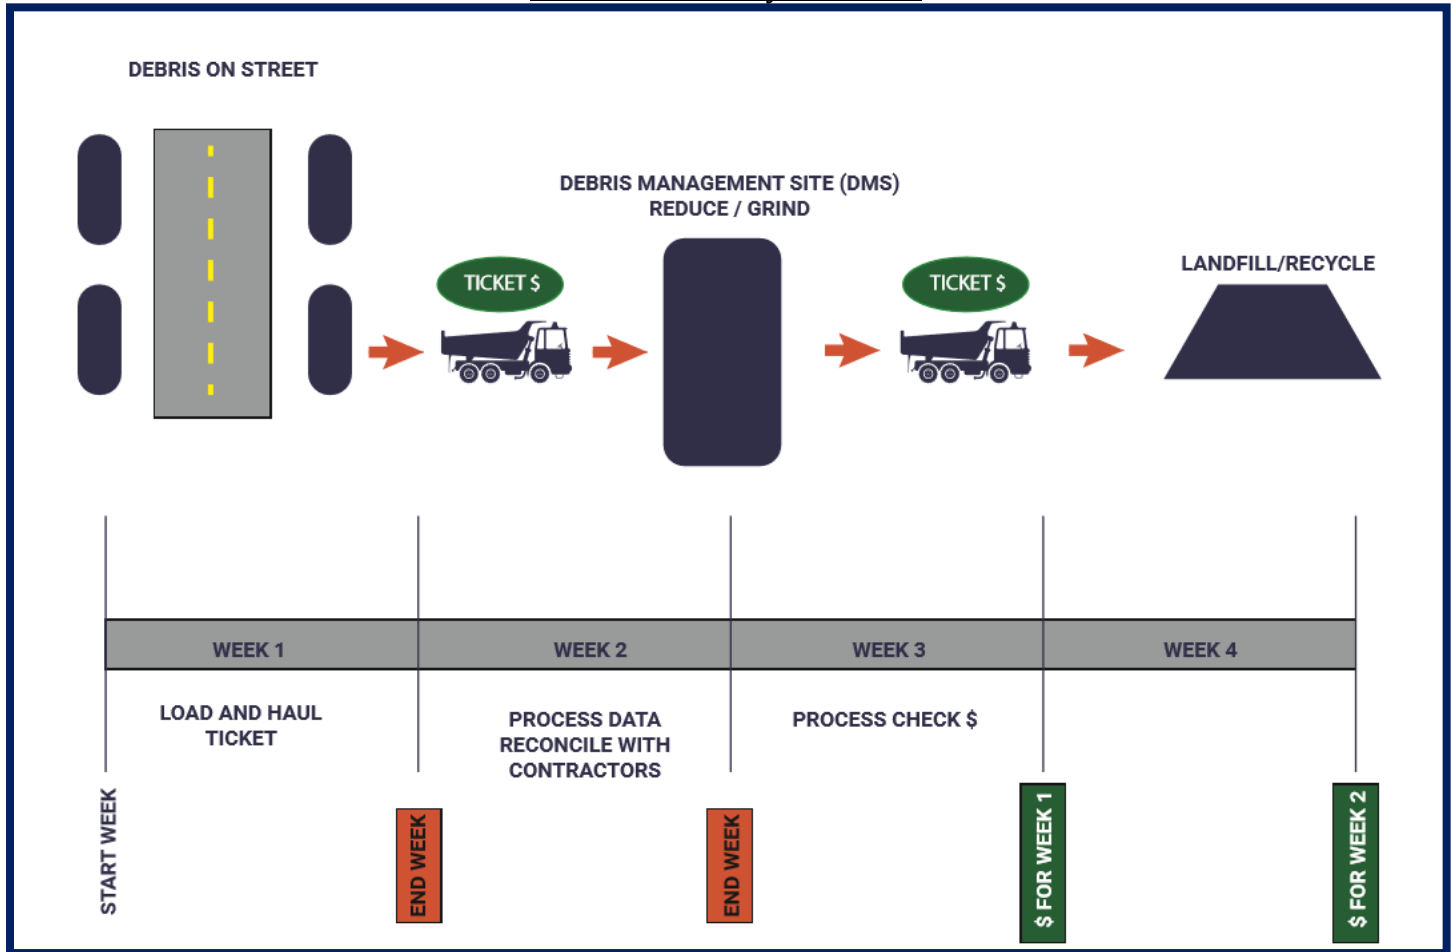 DEBRIS ON STREET
DEBRIS MANAGEMENT SITE (DMS)
REDUCE / GRIND
TICKET $
TICKET $
LANDFILL/RECYCLE
WEEK 1
WEEK 2
WEEK 3
WEEK 4
LOAD AND HAUL
TICKET
PROCESS DATA
RECONCILE WITH
CONTRACTORS
PROCESS CHECK $
START WEEK
END WEEK
END WEEK
$ FOR WEEK 1
$ FOR WEEK 2